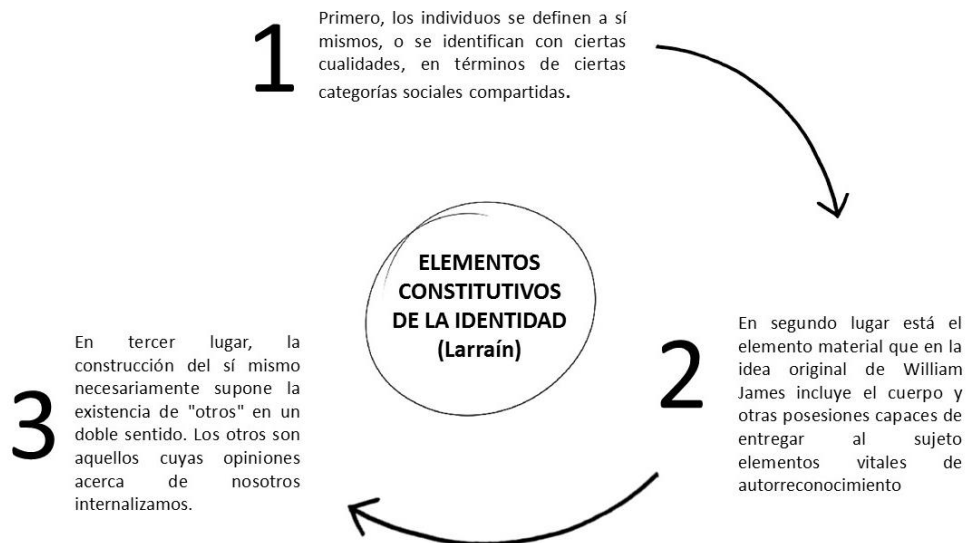 1
Primero, los individuos se definen a sí
mismos, o se identifican con ciertas
cualidades, en términos de ciertas
categorías sociales compartidas.
ELEMENTOS
CONSTITUTIVOS
DE LA IDENTIDAD
(Larraín)
2
En segundo lugar está el
elemento material que en la
idea original de William
James incluye el cuerpo y
otras posesiones capaces de
entregar al sujeto
elementos vitales de
autorreconocimiento
3
En tercer lugar, la
construcción del sí mismo
necesariamente supone la
existencia de "otros" en un
doble sentido. Los otros son
aquellos cuyas opiniones
acerca de nosotros
internalizamos.